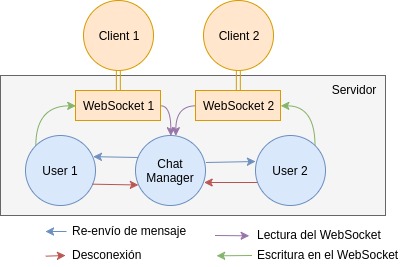 Client 1
Client 2
Servidor
WebSocket 1
WebSocket 2
User 1
Chat
Manager
User 2
Re-envío de mensaje
Lectura del WebSocket
Desconexión
Escritura en el WebSocket